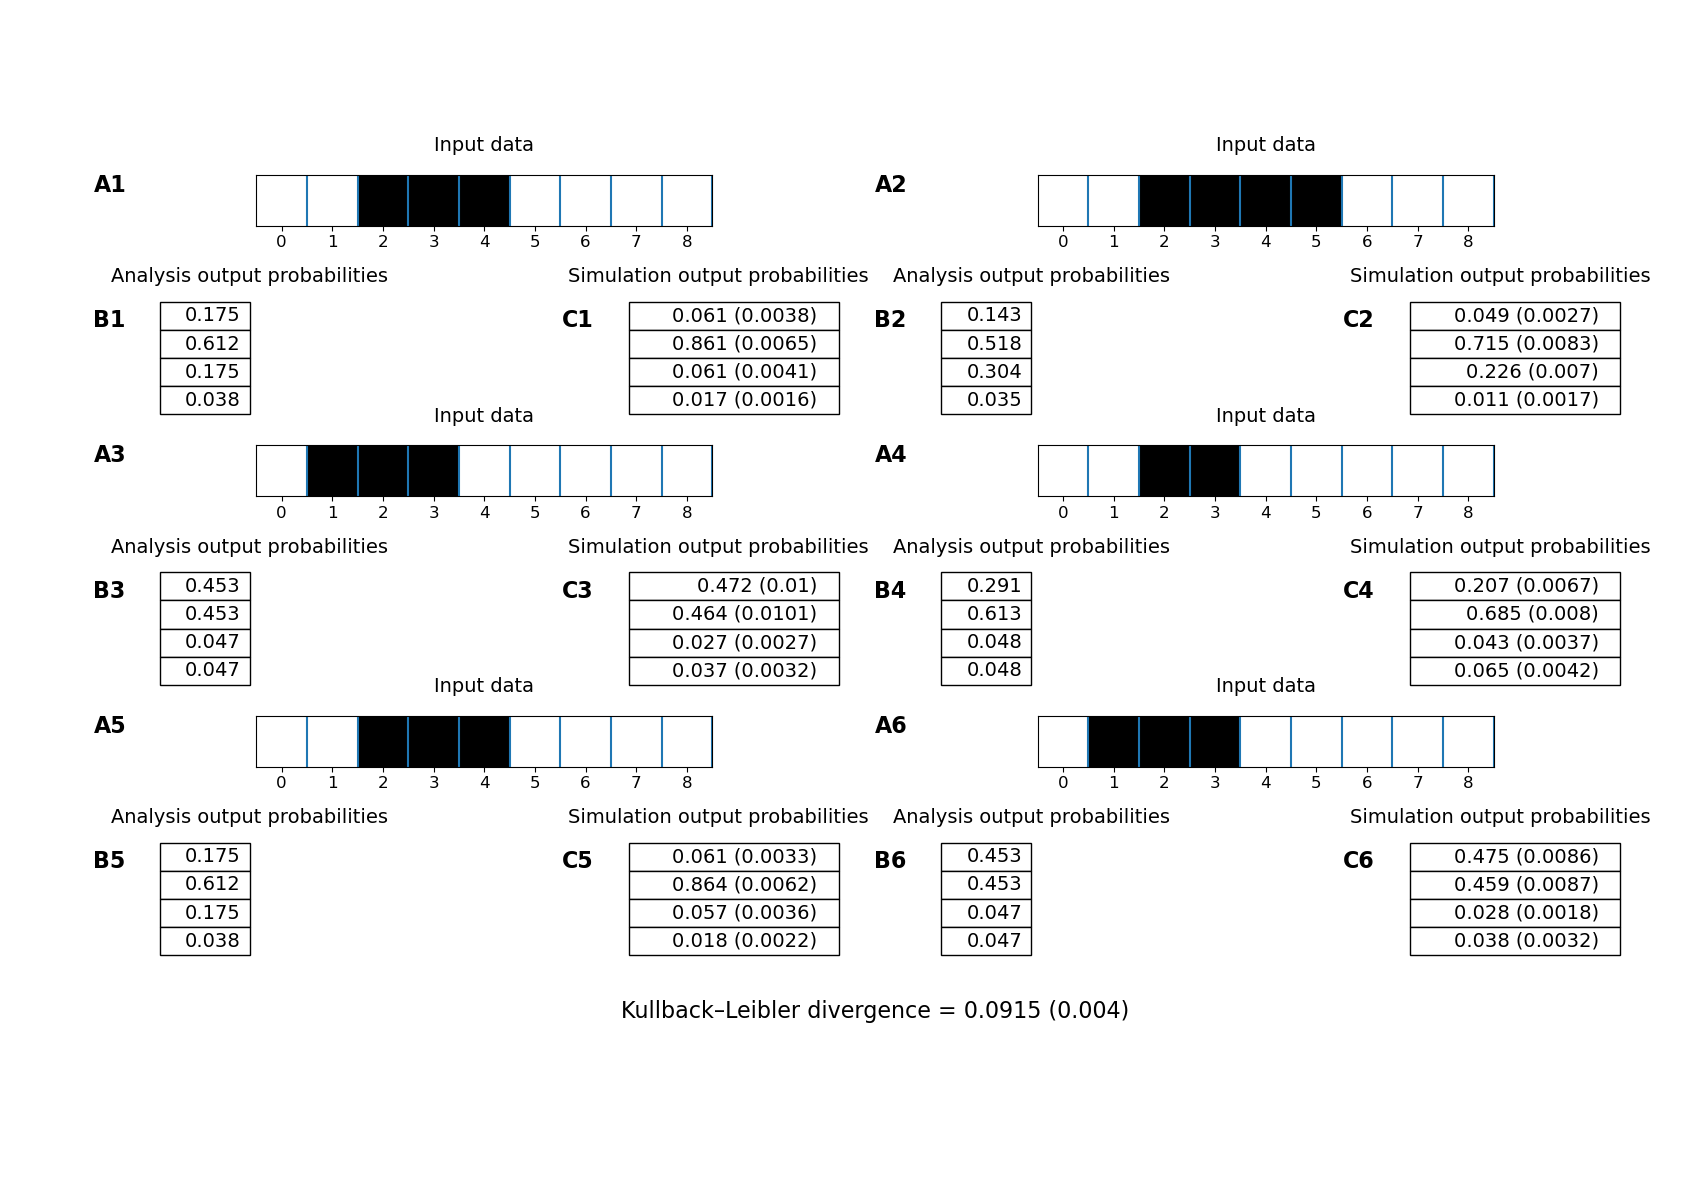 Input data Input data
A1 A2
0 1 2 3 4 5 6 7 8 0 1 2 3 4 5 6 7 8
Analysis output probabilities Simulation output probabilities Analysis output probabilities Simulation output probabilities
B1 0.175 C1 0.061 (0.0038) B2 0.143 C2 0.049 (0.0027)
0.612 0.861 (0.0065) 0.518 0.715 (0.0083)
0.175 0.061 (0.0041) 0.304 0.226 (0.007)
0.038 0.017 (0.0016) 0.035 0.011 (0.0017)
Input data Input data
A3 A4
0 1 2 3 4 5 6 7 8 0 1 2 3 4 5 6 7 8
Analysis output probabilities Simulation output probabilities Analysis output probabilities Simulation output probabilities
B3 0.453 C3 0.472 (0.01) B4 0.291 C4 0.207 (0.0067)
0.453 0.464 (0.0101) 0.613 0.685 (0.008)
0.047 0.027 (0.0027) 0.048 0.043 (0.0037)
0.047 0.037 (0.0032) 0.048 0.065 (0.0042)
Input data Input data
A5 A6
0 1 2 3 4 5 6 7 8 0 1 2 3 4 5 6 7 8
Analysis output probabilities Simulation output probabilities Analysis output probabilities Simulation output probabilities
B5 0.175 C5 0.061 (0.0033) B6 0.453 C6 0.475 (0.0086)
0.612 0.864 (0.0062) 0.453 0.459 (0.0087)
0.175 0.057 (0.0036) 0.047 0.028 (0.0018)
0.038 0.018 (0.0022) 0.047 0.038 (0.0032)
Kullback–Leibler divergence = 0.0915 (0.004)